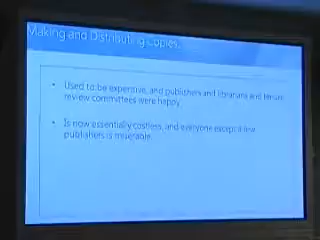 Making and Distributing Copies.
• Used to be expensive, and publishers and librarians and tenure
review committees were happy
• Is now essentially costless, and everyone except a few
publishers is miserable.